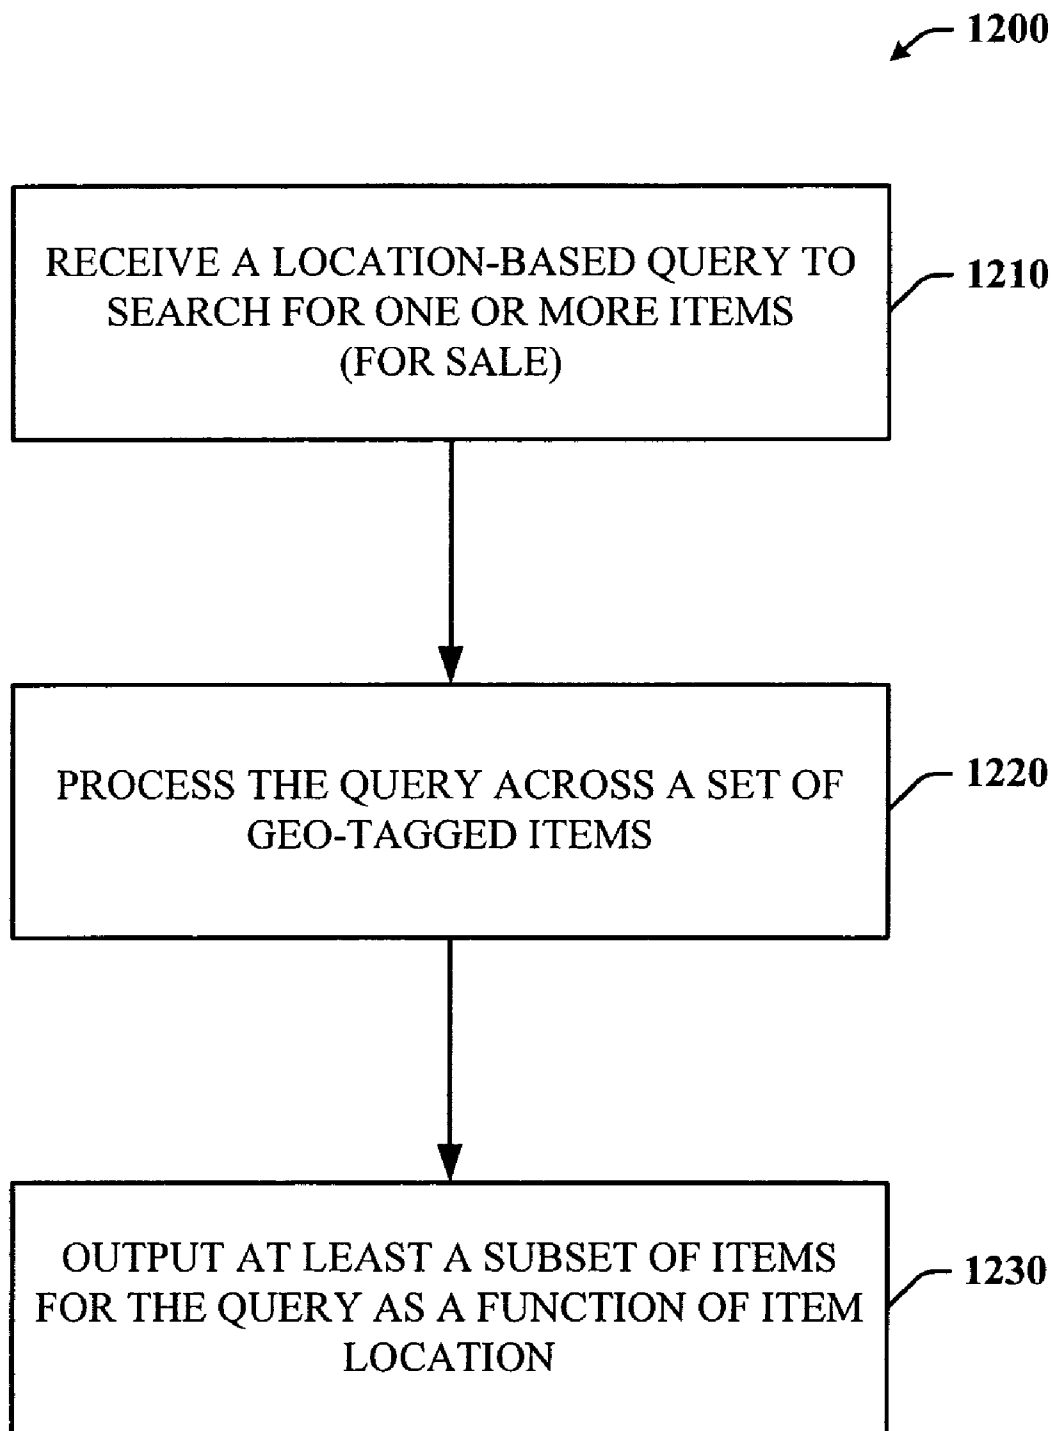 1200
RECEIVE A LOCATION-BASED QUERY TO
SEARCH FOR ONE OR MORE ITEMS
(FOR SALE)
1210
PROCESS THE QUERY ACROSS A SET OF
GEO-TAGGED ITEMS
1220
OUTPUT AT LEAST A SUBSET OF ITEMS
FOR THE QUERY AS A FUNCTION OF ITEM
LOCATION
1230